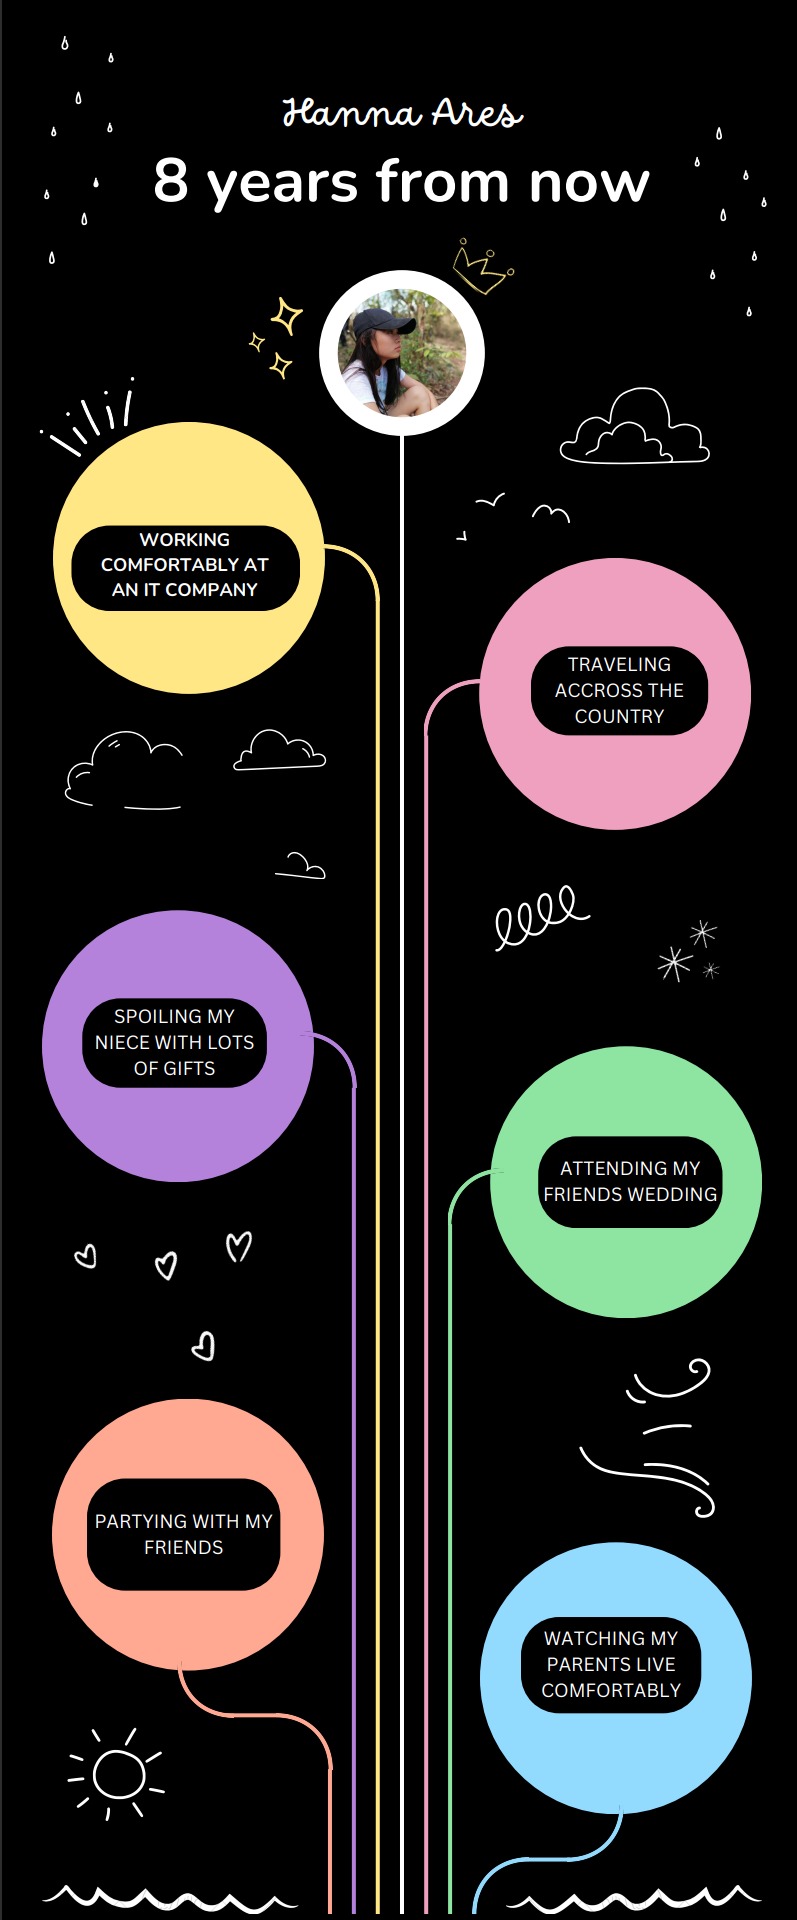 Hanna Ares
8 years from now
WORKING
COMFORTABLY AT
AN IT COMPANY
TRAVELING
ACCROSS THE
COUNTRY
SPOILING MY
NIECE WITH LOTS
OF GIFTS
ATTENDING MY
FRIENDS WEDDING
PARTYING WITH MY
FRIENDS
WATCHING MY
PARENTS LIVE
COMFORTABLY